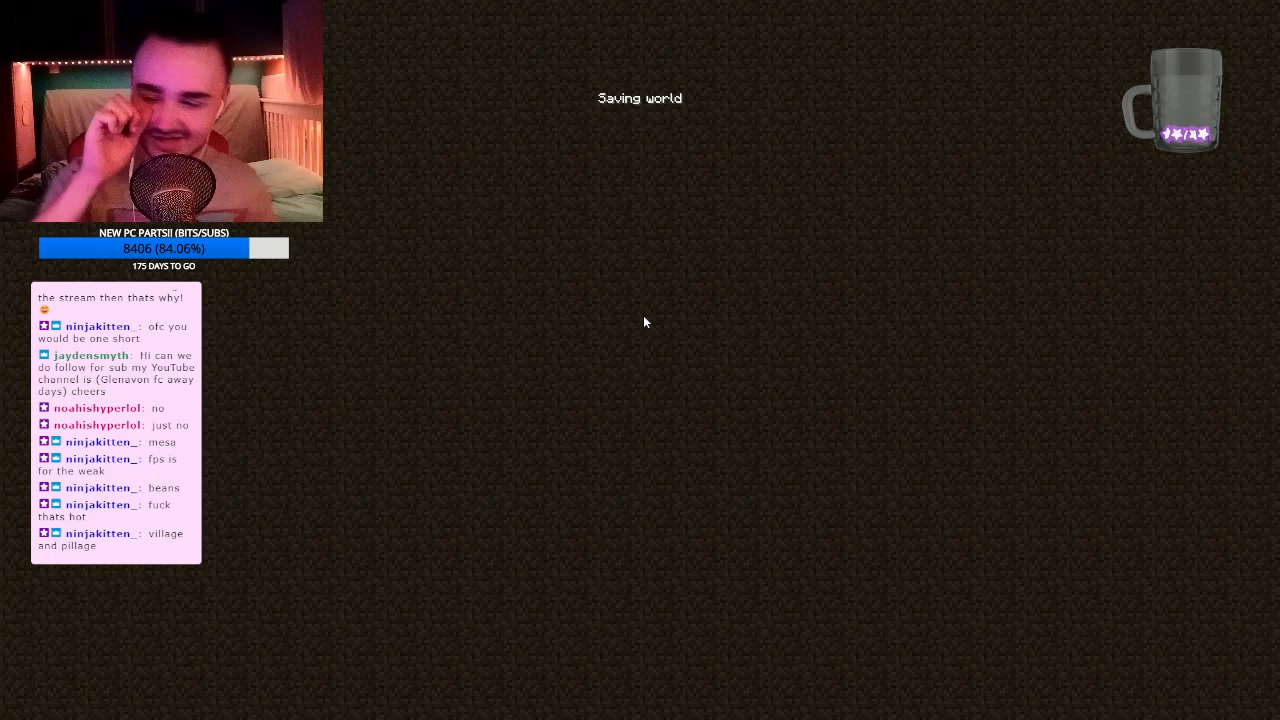 Saving world
NEW PC PARTS!! (BITS/SUBS)
8406 (84.06%)
175 DAYS TO GO
the stream then thats why!
ninjakitten_: ofc you
would be one short
jaydensmyth: Hi can we
do follow for sub my YouTube
channel is (Glenavon fc away
days) cheers
noahishyperlol: no
noahishyperlol: just no
ninjakitten_: mesa
ninjakitten_: fps is
for the weak
ninjakitten_: beans
ninjakitten_: fuck
thats hot
ninjakitten_: village
and pillage